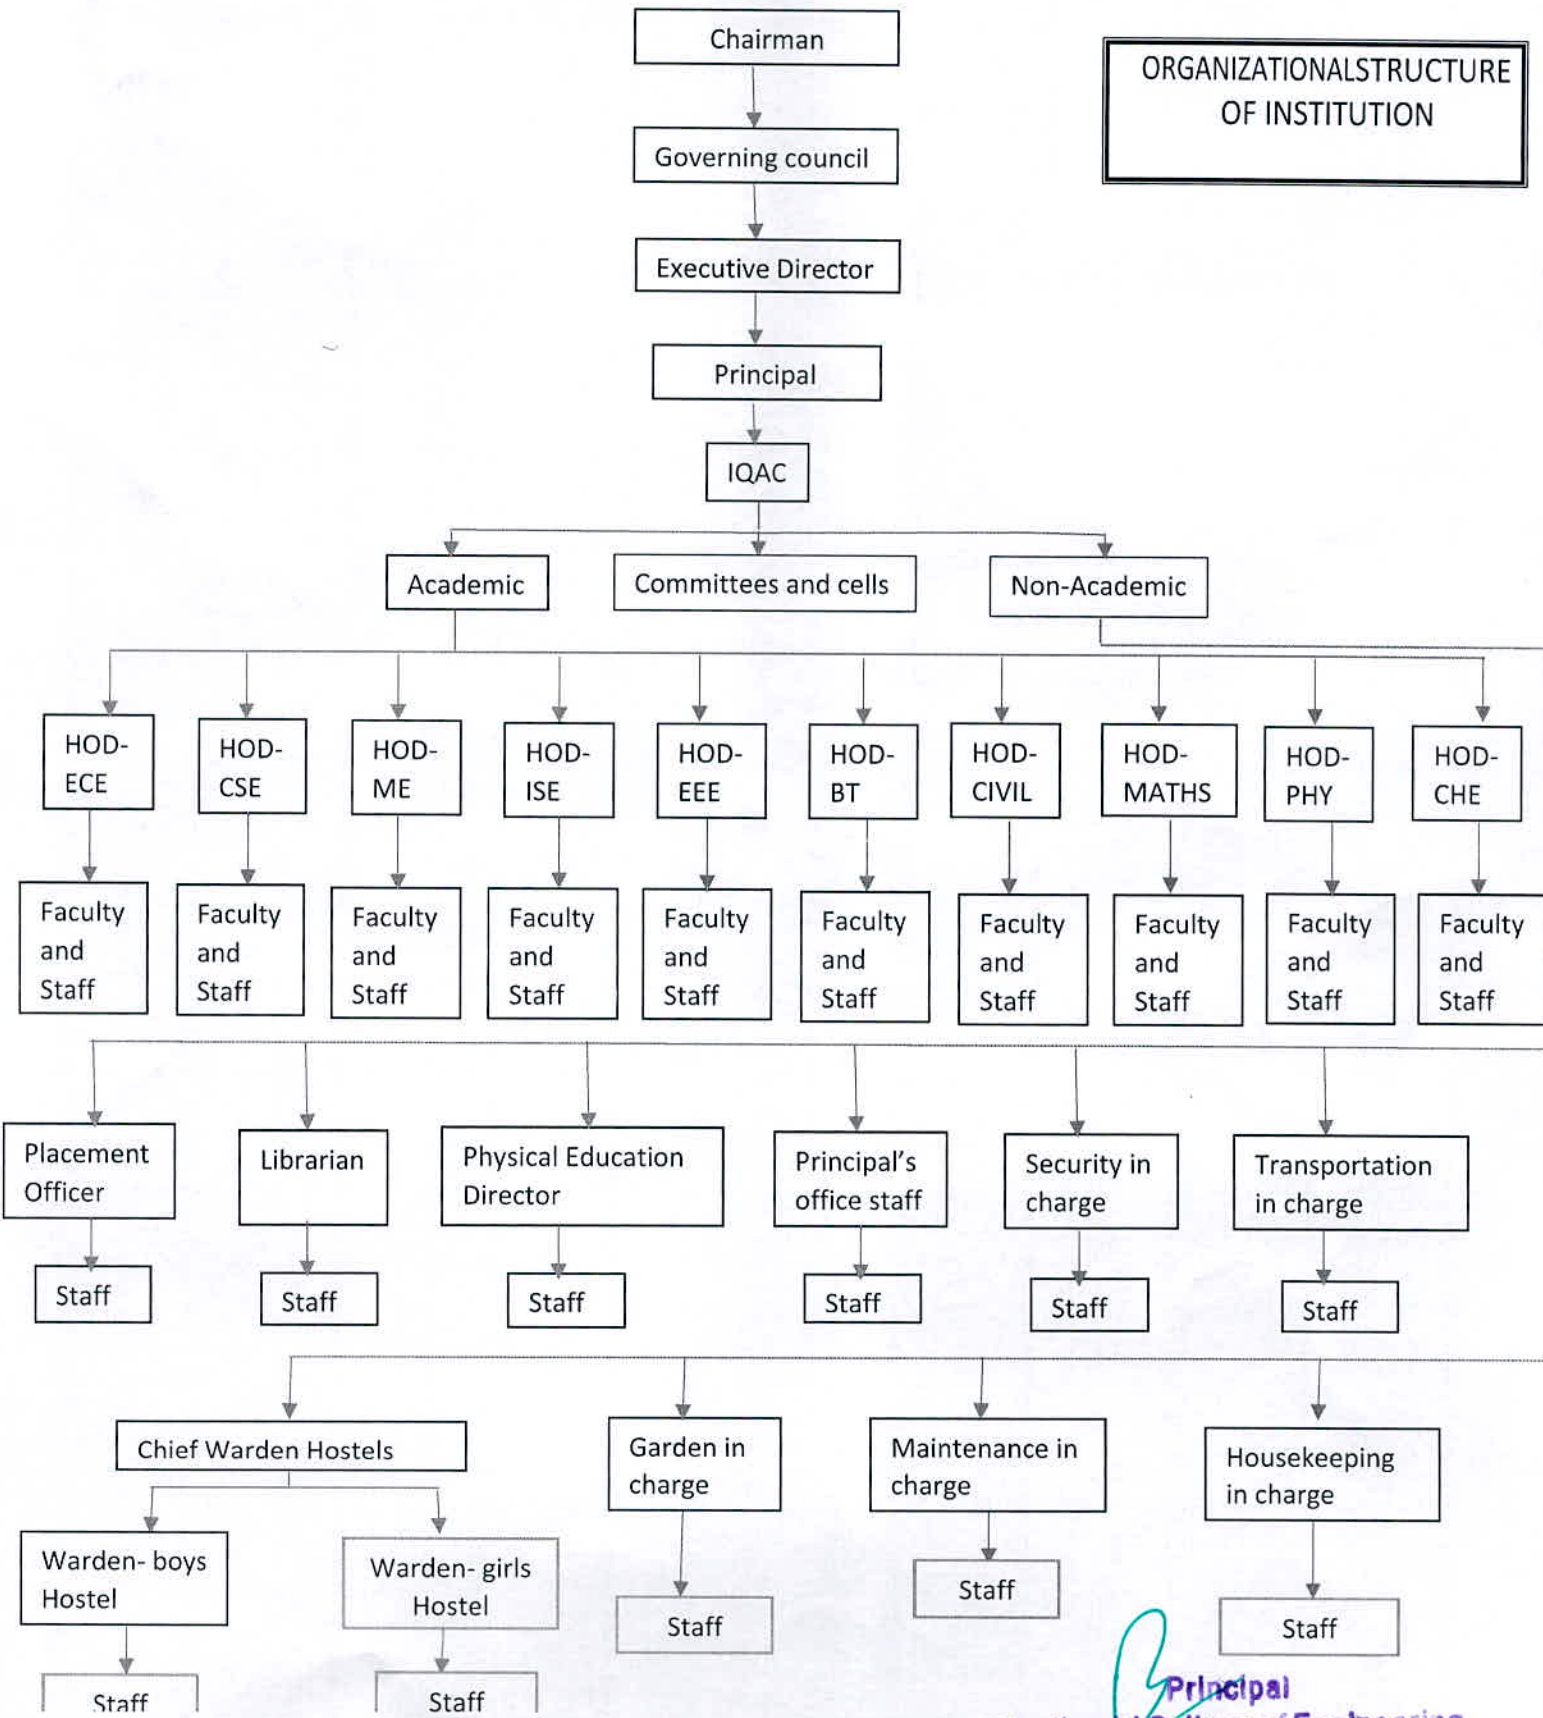 Chairman
ORGANIZATIONALSTRUCTURE
OF INSTITUTION
Governing council
Executive Director
Principal
IQAC
Academic
Committees and cells
Non-Academic
HOD-
ECE
HOD-
CSE
HOD-
ME
HOD-
ISE
HOD-
EEE
HOD-
BT
HOD-
CIVIL
HOD-
MATHS
HOD-
PHY
HOD-
CHE
Faculty
and
Staff
Faculty
and
Staff
Faculty
and
Staff
Faculty
and
Staff
Faculty
and
Staff
Faculty
and
Staff
Faculty
and
Staff
Faculty
and
Staff
Faculty
and
Staff
Faculty
and
Staff
Placement
Officer
Librarian
Physical Education
Director
Principal’s
office staff
Security in
charge
Transportation
in charge
Staff
Staff
Staff
Staff
Staff
Staff
Chief Warden Hostels
Garden in
charge
Maintenance in
charge
Housekeeping
in charge
Warden- boys
Hostel
Warden- girls
Hostel
Staff
Staff
Staff
Staff
Staff
Principal
College of Engineering